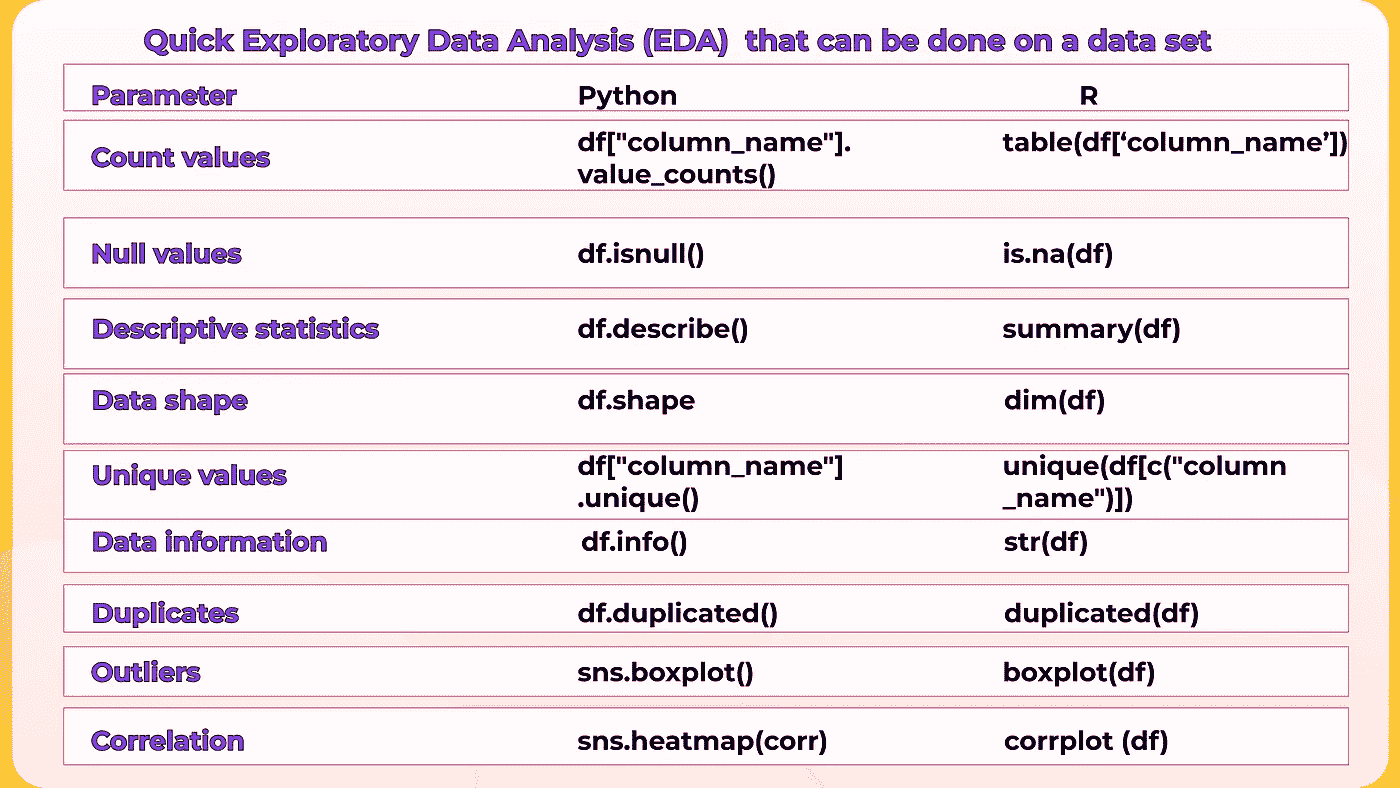 Quick Exploratory Data Analysis (EDA) that can be done on a data set
Parameter Python R
Count values df["column_name"]. table(df[‘column_name’])
value_counts()
Null values df.isnull() is.na(df)
Descriptive statistics df.describe() summary(df)
Data shape df.shape dim(df)
Unique values df["column_name"] unique(df[c("column
.unique() _name")])
Data information df.info() str(df)
Duplicates df.duplicated() duplicated(df)
Outliers sns.boxplot() boxplot(df)
Correlation sns.heatmap(corr) corrplot (df)